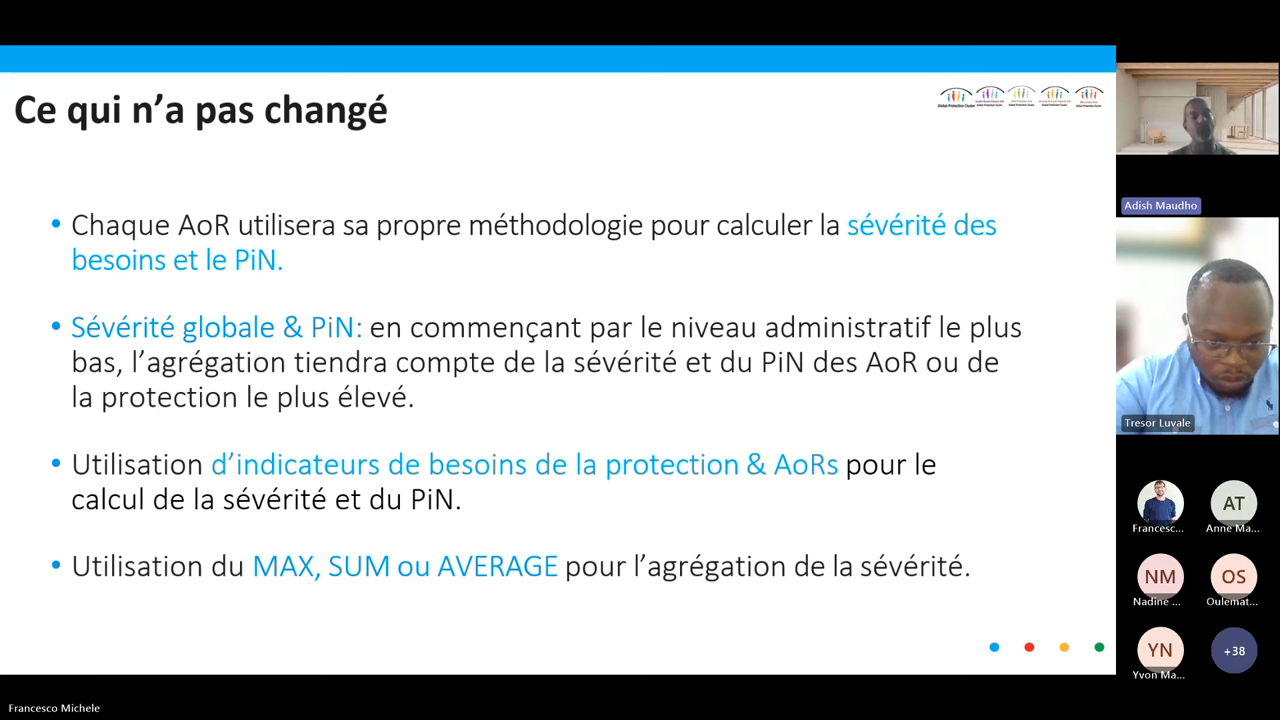 Ce qui n’a pas changé
• Chaque AoR utilisera sa propre méthodologie pour calculer la sévérité des
besoins et le PiN.
• Sévérité globale & PiN: en commençant par le niveau administratif le plus
bas, l’agrégation tiendra compte de la sévérité et du PiN des AoR ou de
la protection le plus élevé.
• Utilisation d’indicateurs de besoins de la protection & AoRs pour le
calcul de la sévérité et du PiN.
• Utilisation du MAX, SUM ou AVERAGE pour l’agrégation de la sévérité.
Adish Maudho
Tresor Luvale
Francesc...
AT
Anne Ma...
NM
Nadine ...
OS
Oulemat...
YN
Yvon Ma...
+38
Francesco Michele